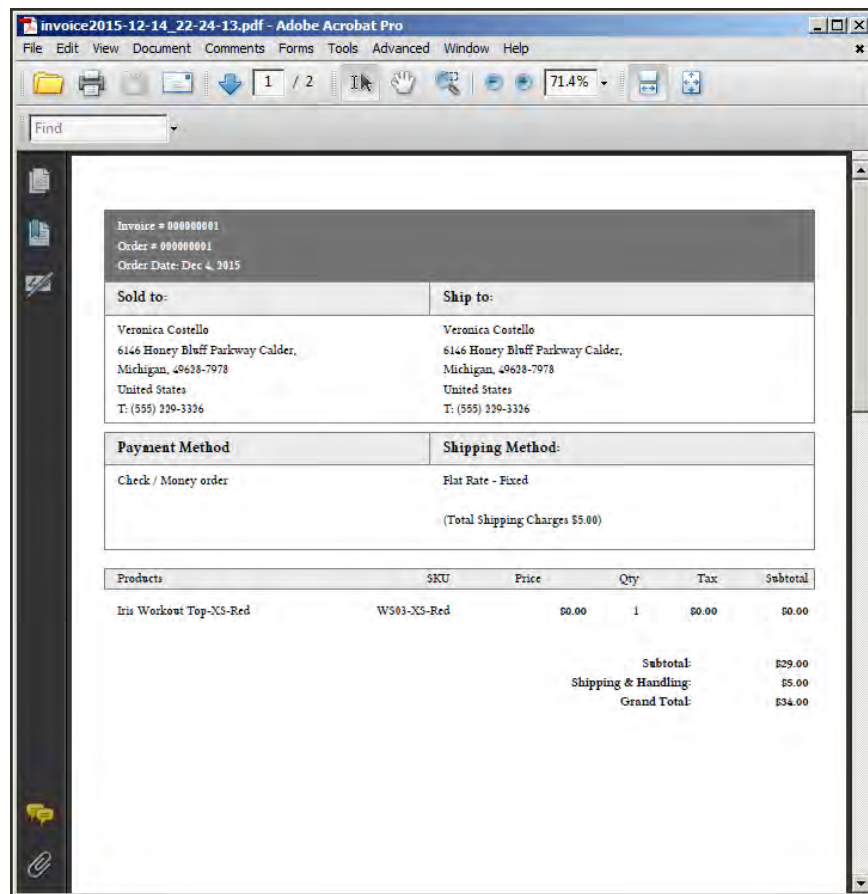 invoice2015-12-14_22-24-13.pdf - Adobe Acrobat Pro
File Edit View Document Comments Forms Tools Advanced Window Help
1 / 2 71.4%
Find
Invoice # 000000001
Order # 000000001
Order Date: Dec 4, 2015
Sold to: Ship to:
Veronica Costello Veronica Costello
6146 Honey Bluff Parkway Calder, 6146 Honey Bluff Parkway Calder,
Michigan, 49628-7978 Michigan, 49628-7978
United States United States
T: (555) 229-3326 T: (555) 229-3326
Payment Method Shipping Method:
Check / Money order Flat Rate - Fixed
(Total Shipping Charges $5.00)
Products SKU Price Qty Tax Subtotal
Iris Workout Top-XS-Red WS03-XS-Red $0.00 1 $0.00 $0.00
Subtotal: $29.00
Shipping & Handling: $5.00
Grand Total: $34.00